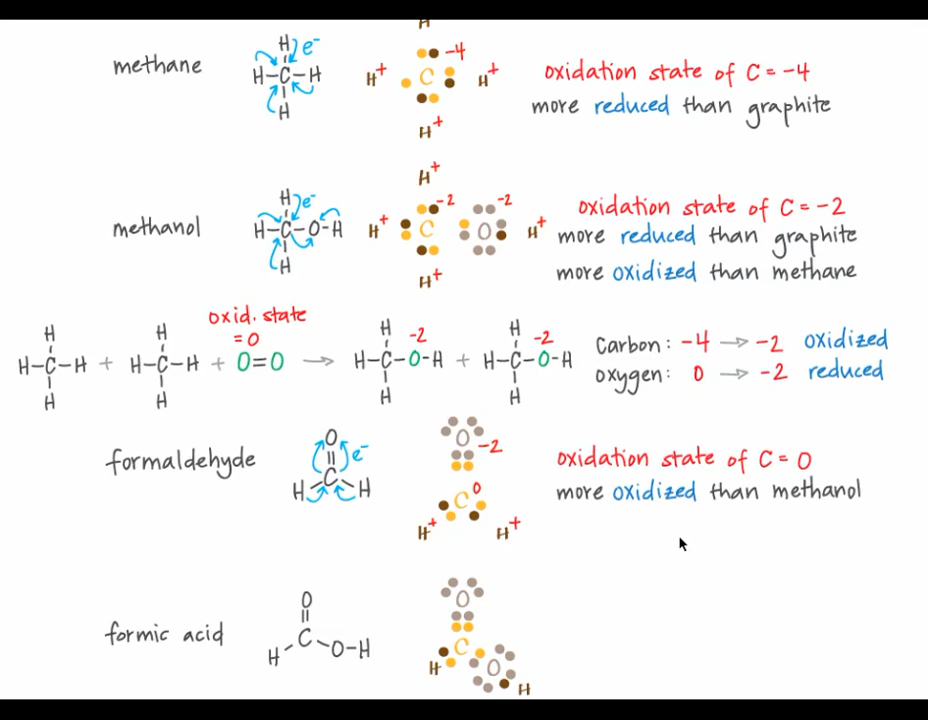 H
methane
H e⁻
H-C-H
H
-4
H⁺ C H⁺
H⁺
oxidation state of C = -4
more reduced than graphite
H⁺
methanol
H e⁻
H-C-O-H
H
-2 -2
H⁺ C O H⁺
H⁺
oxidation state of C = -2
more reduced than graphite
more oxidized than methane
oxid. state
= 0
H H H -2 H -2
H-C-H + H-C-H + O=O → H-C-O-H + H-C-O-H
H H H H
Carbon: -4 → -2 oxidized
oxygen: 0 → -2 reduced
formaldehyde
O
e⁻
C
H H
O -2
C 0
H⁺ H⁺
oxidation state of C = 0
more oxidized than methanol
formic acid
O
C
H O-H
O
C
H O
H